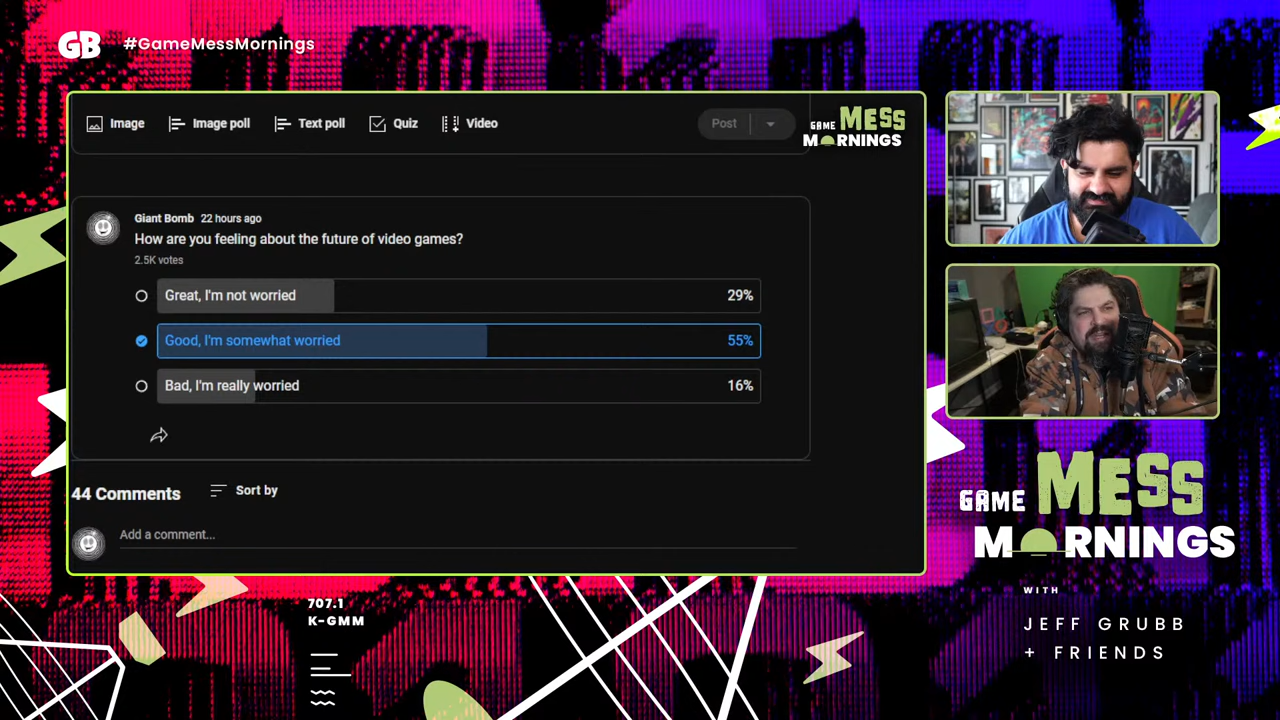 GB #GameMessMornings
Image Image poll Text poll Quiz Video Post
GAME MESS
MORNINGS
Giant Bomb 22 hours ago
How are you feeling about the future of video games?
2.5K votes
Great, I'm not worried 29%
Good, I'm somewhat worried 55%
Bad, I'm really worried 16%
44 Comments Sort by
Add a comment...
GAME MESS
MORNINGS
WITH
JEFF GRUBB
+ FRIENDS
707.1
K-GMM